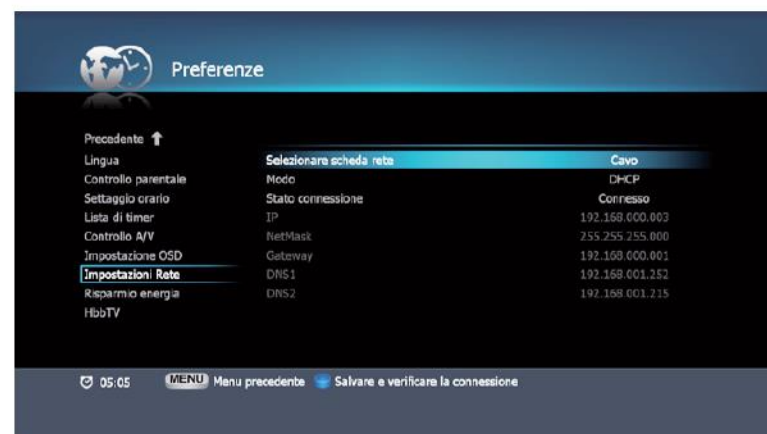 Preferenze
Precedente
Lingua
Selezionare scheda rete Cavo
Controllo parentale Modo DHCP
Settaggio orario Stato connessione Connesso
Lista di timer IP 192.168.000.003
Controllo A/V NetMask 255.255.255.000
Impostazione OSD Gateway 192.168.000.001
Impostazioni Rete DNS1 192.168.001.252
Risparmio energia DNS2 192.168.001.215
HbbTV
05:05 MENU Menu precedente Salvare e verificare la connessione